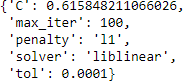 {'C': 0.615848211066026,
 'max_iter': 100,
 'penalty': 'l1',
 'solver': 'liblinear',
 'tol': 0.0001}